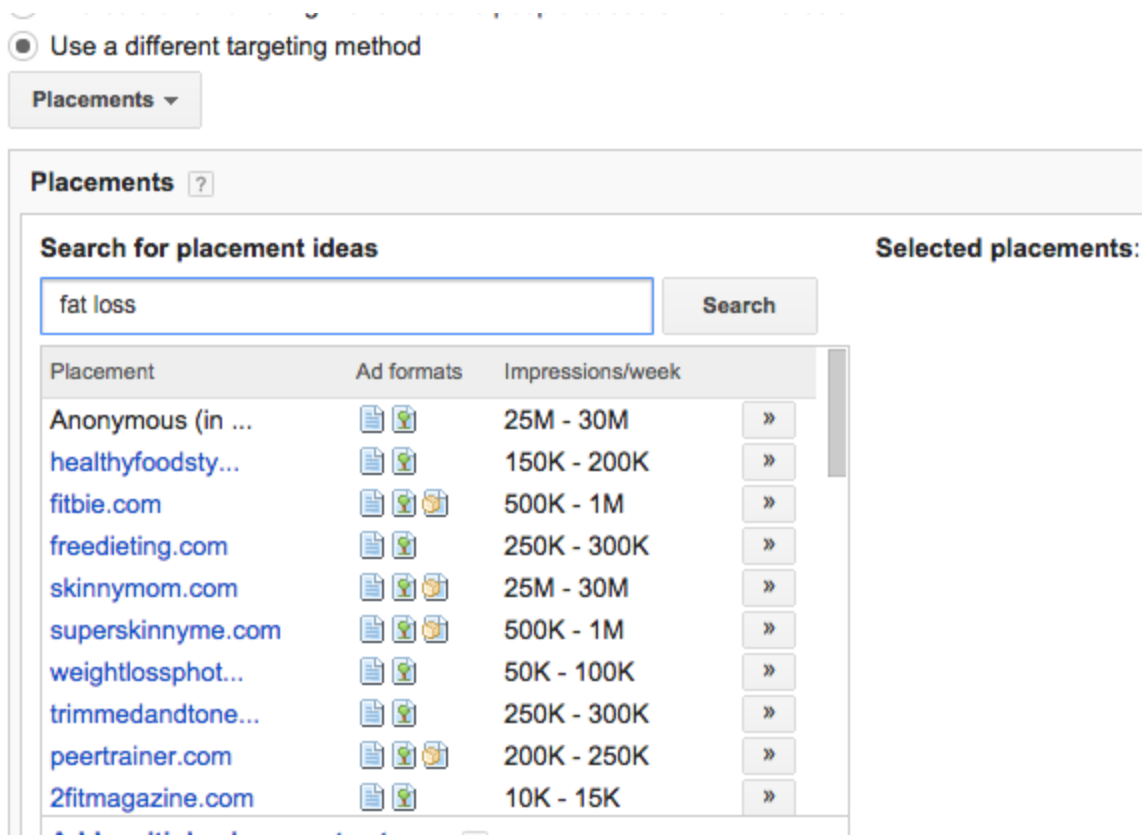 Use a different targeting method
Placements
Placements ?
Search for placement ideas
Selected placements:
fat loss
Search
Placement Ad formats Impressions/week
Anonymous (in ... 25M - 30M »
healthyfoodsty... 150K - 200K »
fitbie.com 500K - 1M »
freedieting.com 250K - 300K »
skinnymom.com 25M - 30M »
superskinnyme.com 500K - 1M »
weightlossphot... 50K - 100K »
trimmedandtone... 250K - 300K »
peertrainer.com 200K - 250K »
2fitmagazine.com 10K - 15K »